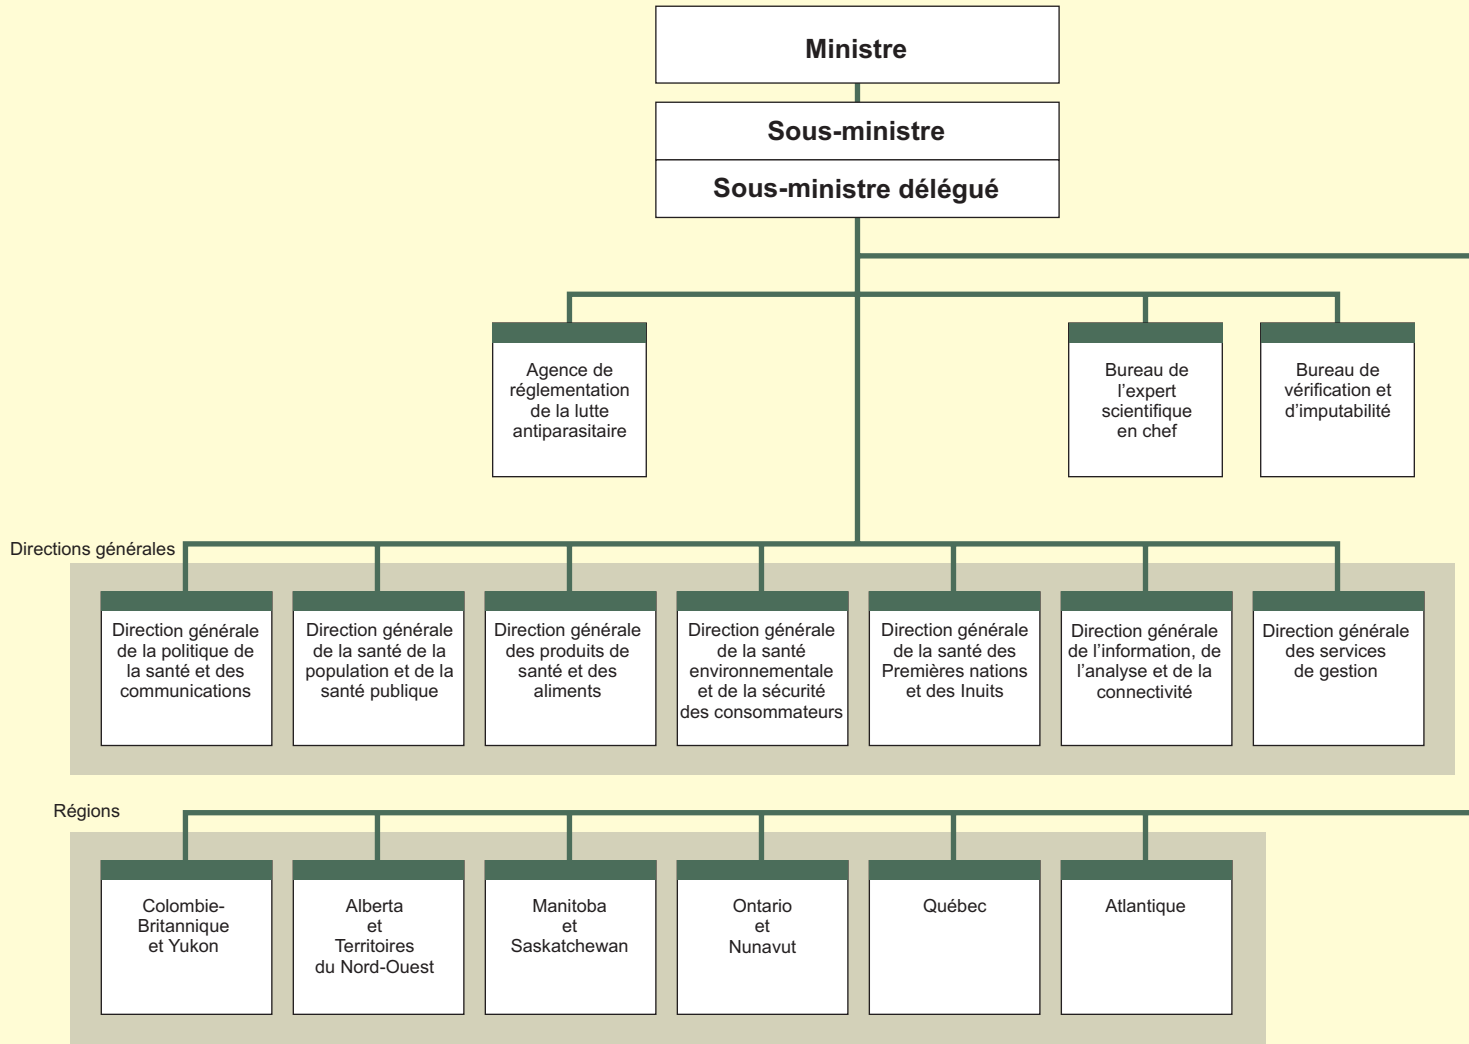 Ministre
Sous-ministre
Sous-ministre délégué
Agence de
réglementation
de la lutte
antiparasitaire
Bureau de
l'expert
scientifique
en chef
Bureau de
vérification et
d'imputabilité
Directions générales
Direction générale
de la politique de
la santé et des
communications
Direction générale
de la santé de la
population et de la
santé publique
Direction générale
des produits de
santé et des
aliments
Direction générale
de la santé
environnementale
et de la sécurité
des consommateurs
Direction générale
de la santé des
Premières nations
et des Inuits
Direction générale
de l'information, de
l'analyse et de la
connectivité
Direction générale
des services
de gestion
Régions
Colombie-
Britannique
et Yukon
Alberta
et
Territoires
du Nord-Ouest
Manitoba
et
Saskatchewan
Ontario
et
Nunavut
Québec
Atlantique